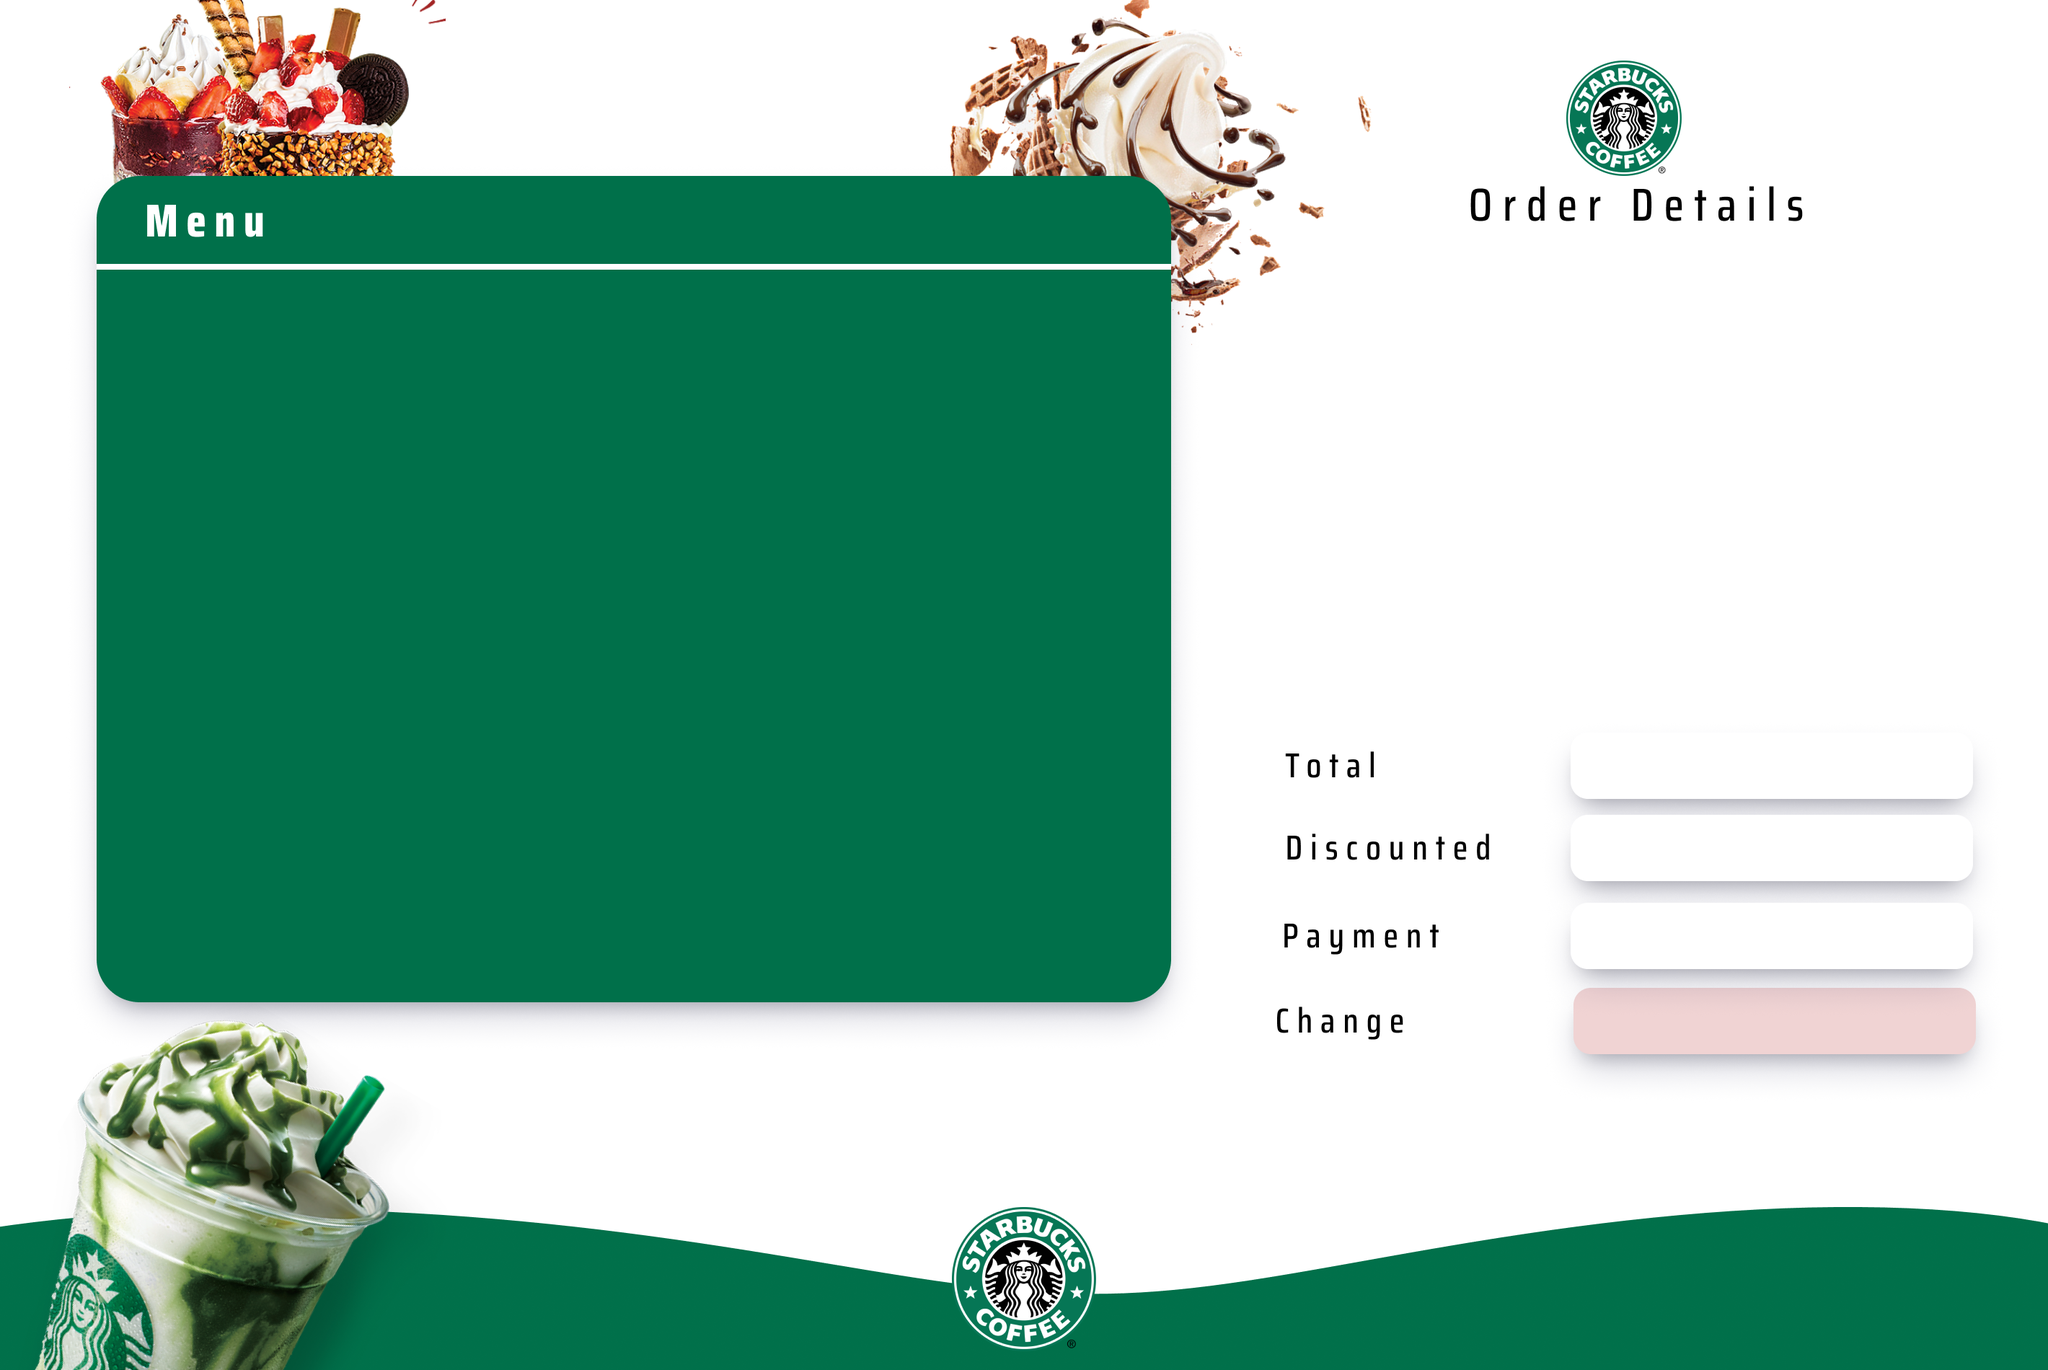 STARBUCKS
COFFEE
®
Order Details
Menu
Total
Discounted
Payment
Change
STARBUCKS
COFFEE
®